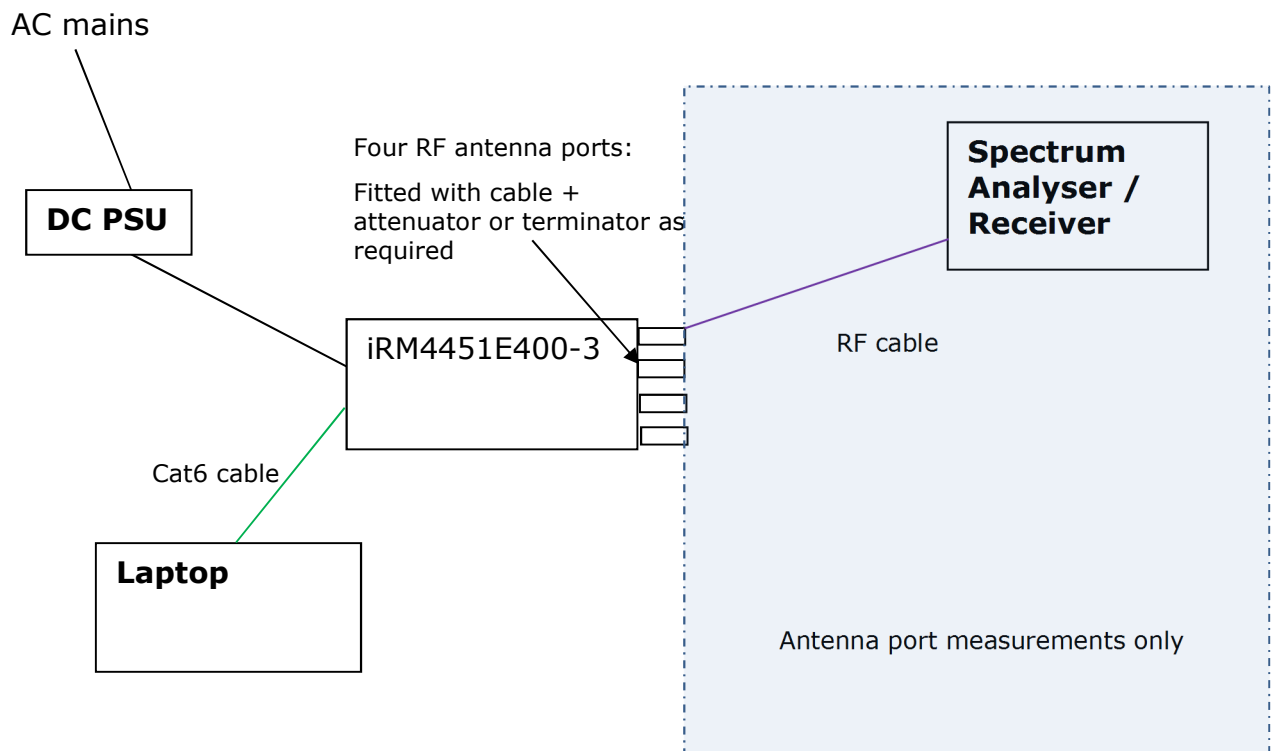 AC mains
Four RF antenna ports:
Fitted with cable +
attenuator or terminator as
required
Spectrum
Analyser /
Receiver
DC PSU
iRM4451E400-3
RF cable
Cat6 cable
Laptop
Antenna port measurements only